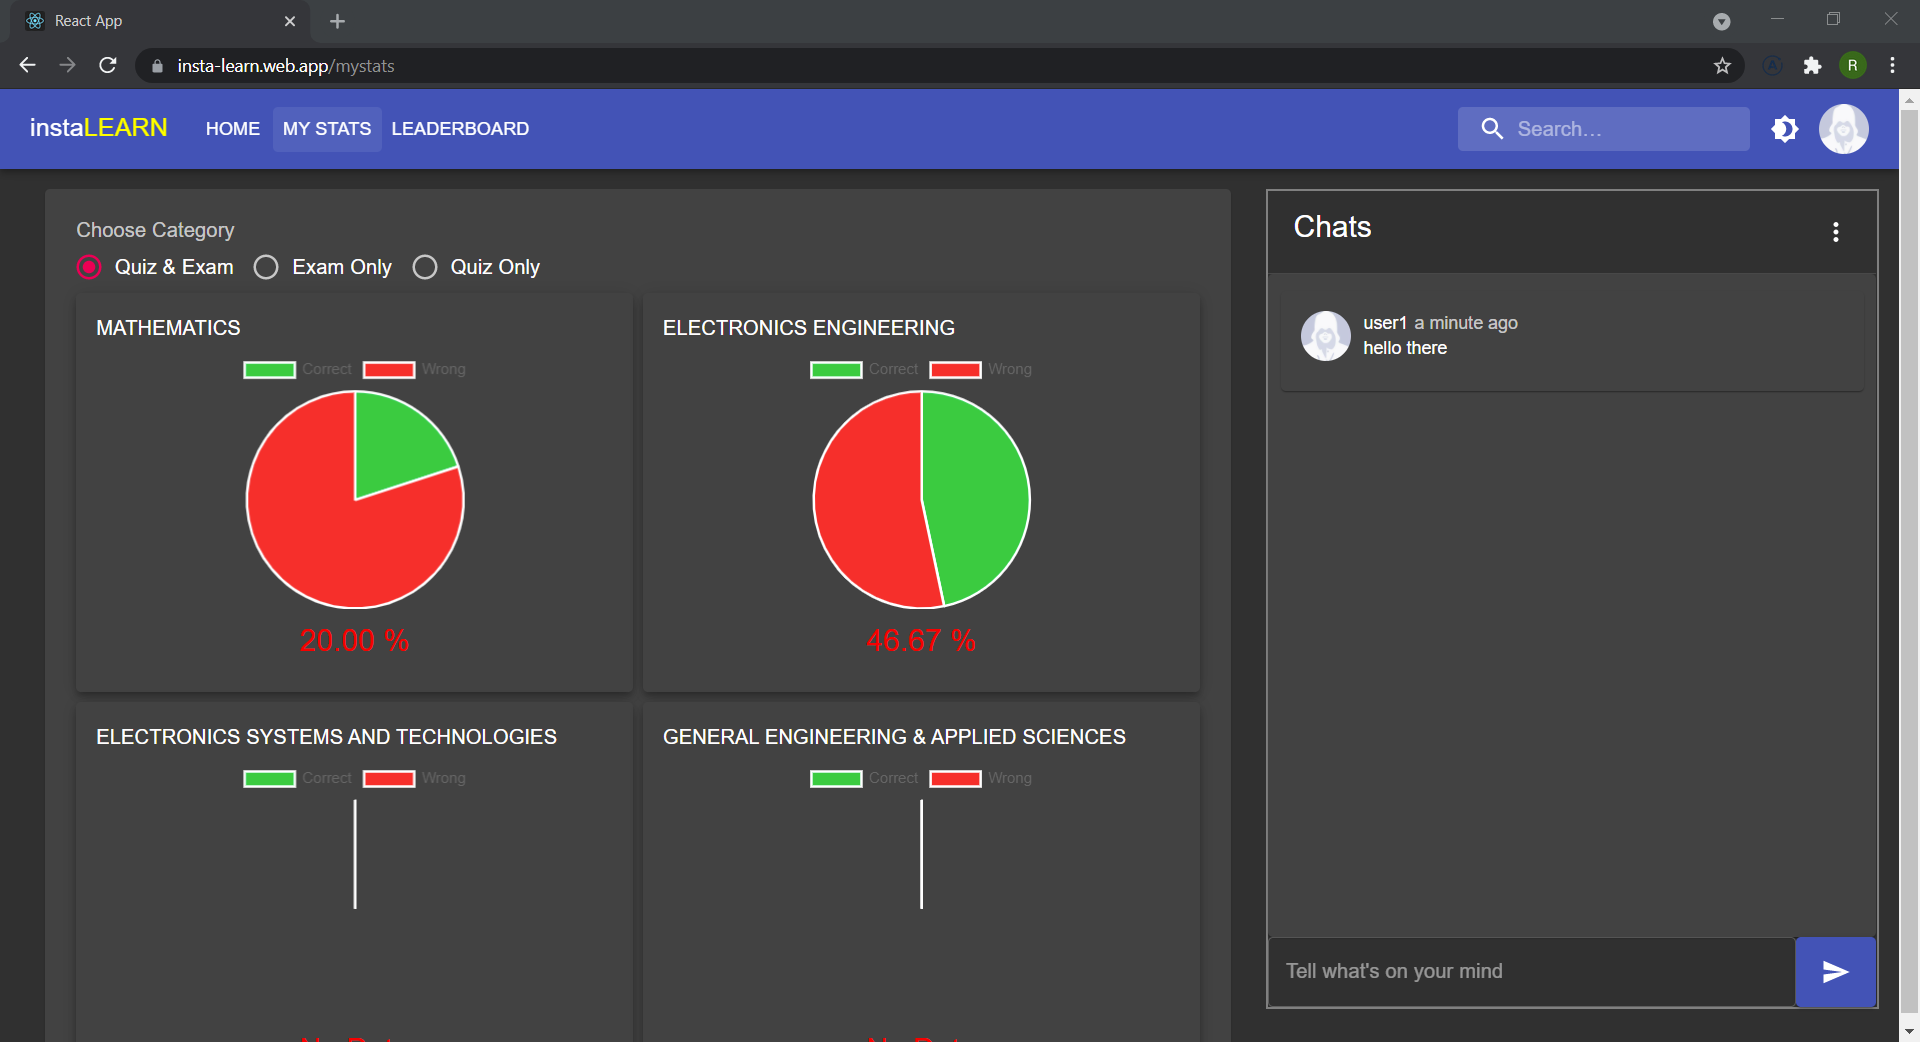 React App
insta-learn.web.app/mystats
R
instaLEARN
HOME
MY STATS
LEADERBOARD
Search...
Choose Category
Quiz & Exam
Exam Only
Quiz Only
MATHEMATICS
Correct
Wrong
20.00 %
ELECTRONICS ENGINEERING
Correct
Wrong
46.67 %
ELECTRONICS SYSTEMS AND TECHNOLOGIES
Correct
Wrong
GENERAL ENGINEERING & APPLIED SCIENCES
Correct
Wrong
Chats
user1 a minute ago
hello there
Tell what's on your mind